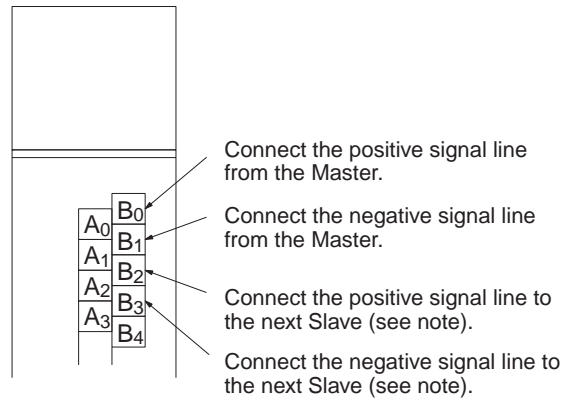 Connect the positive signal line
from the Master.
B0
A0
Connect the negative signal line
from the Master.
B1
A1
B2
A2
Connect the positive signal line to
the next Slave (see note).
B3
A3
B4
Connect the negative signal line to
the next Slave (see note).